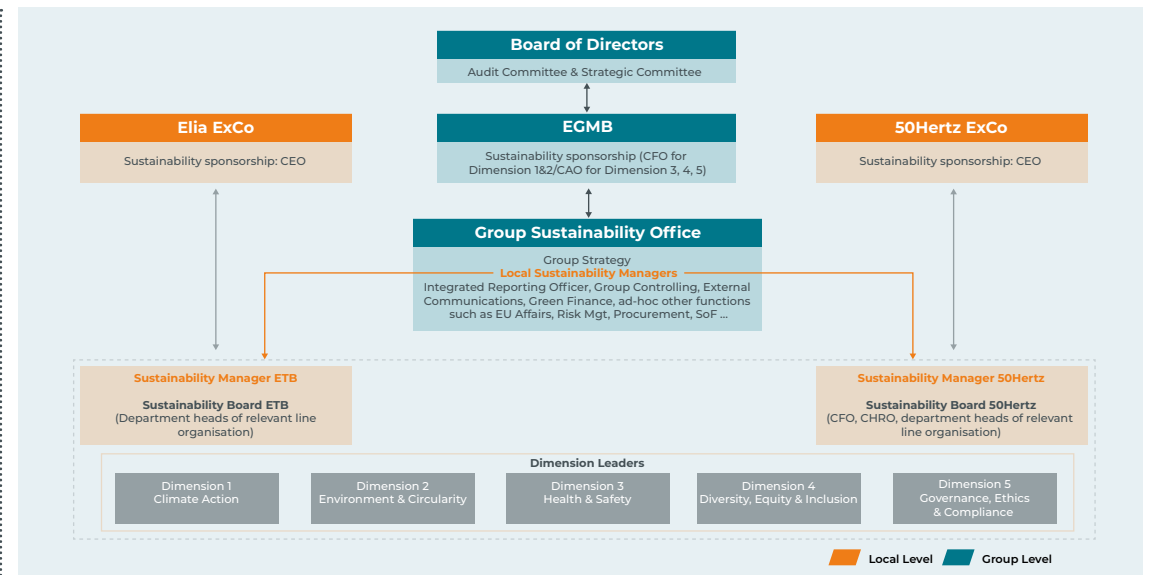 Board of Directors
Audit Committee & Strategic Committee
Elia ExCo
Sustainability sponsorship: CEO
EGMB
Sustainability sponsorship (CFO for
Dimension 1&2/CAO for Dimension 3, 4, 5)
50Hertz ExCo
Sustainability sponsorship: CEO
Group Sustainability Office
Group Strategy
Local Sustainability Managers
Integrated Reporting Officer, Group Controlling, External
Communications, Green Finance, ad-hoc other functions
such as EU Affairs, Risk Mgt, Procurement, SoF ...
Sustainability Manager ETB
Sustainability Board ETB
(Department heads of relevant line
organisation)
Sustainability Manager 50Hertz
Sustainability Board 50Hertz
(CFO, CHRO, department heads of relevant
line organisation)
Dimension Leaders
Dimension 1
Climate Action
Dimension 2
Environment & Circularity
Dimension 3
Health & Safety
Dimension 4
Diversity, Equity & Inclusion
Dimension 5
Governance, Ethics
& Compliance
Local Level
Group Level